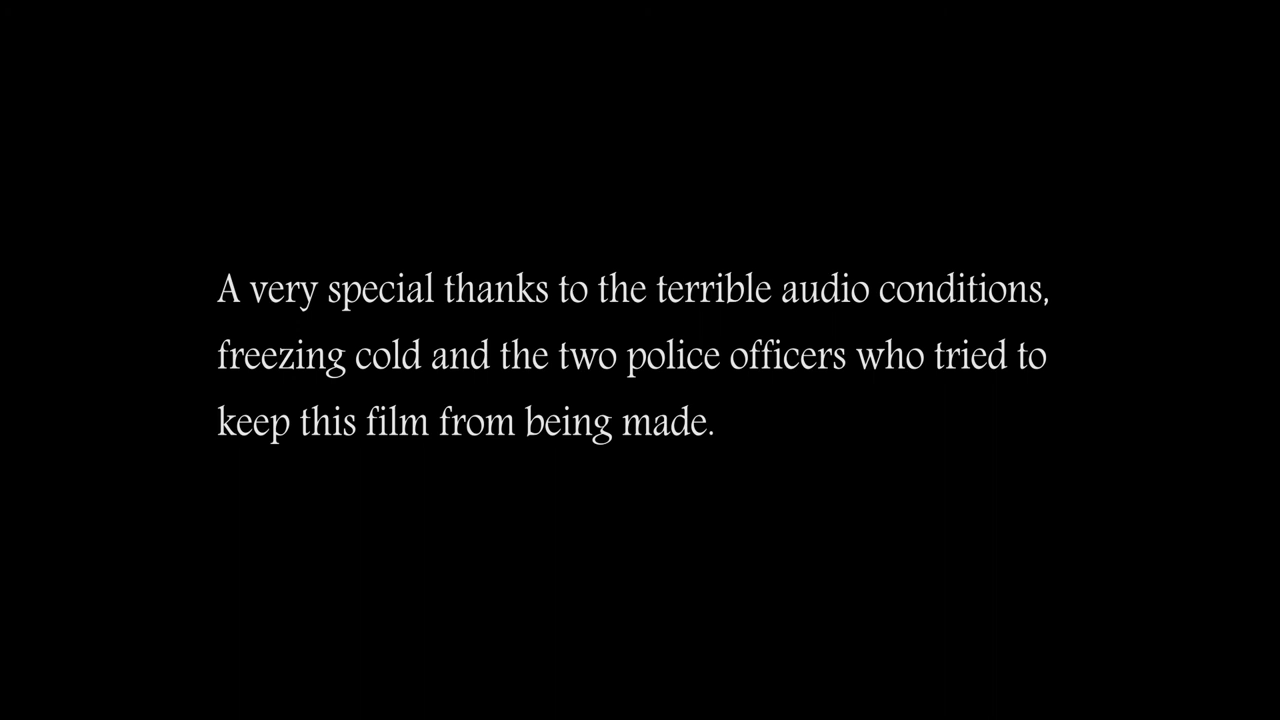 A very special thanks to the terrible audio conditions,
freezing cold and the two police officers who tried to
keep this film from being made.